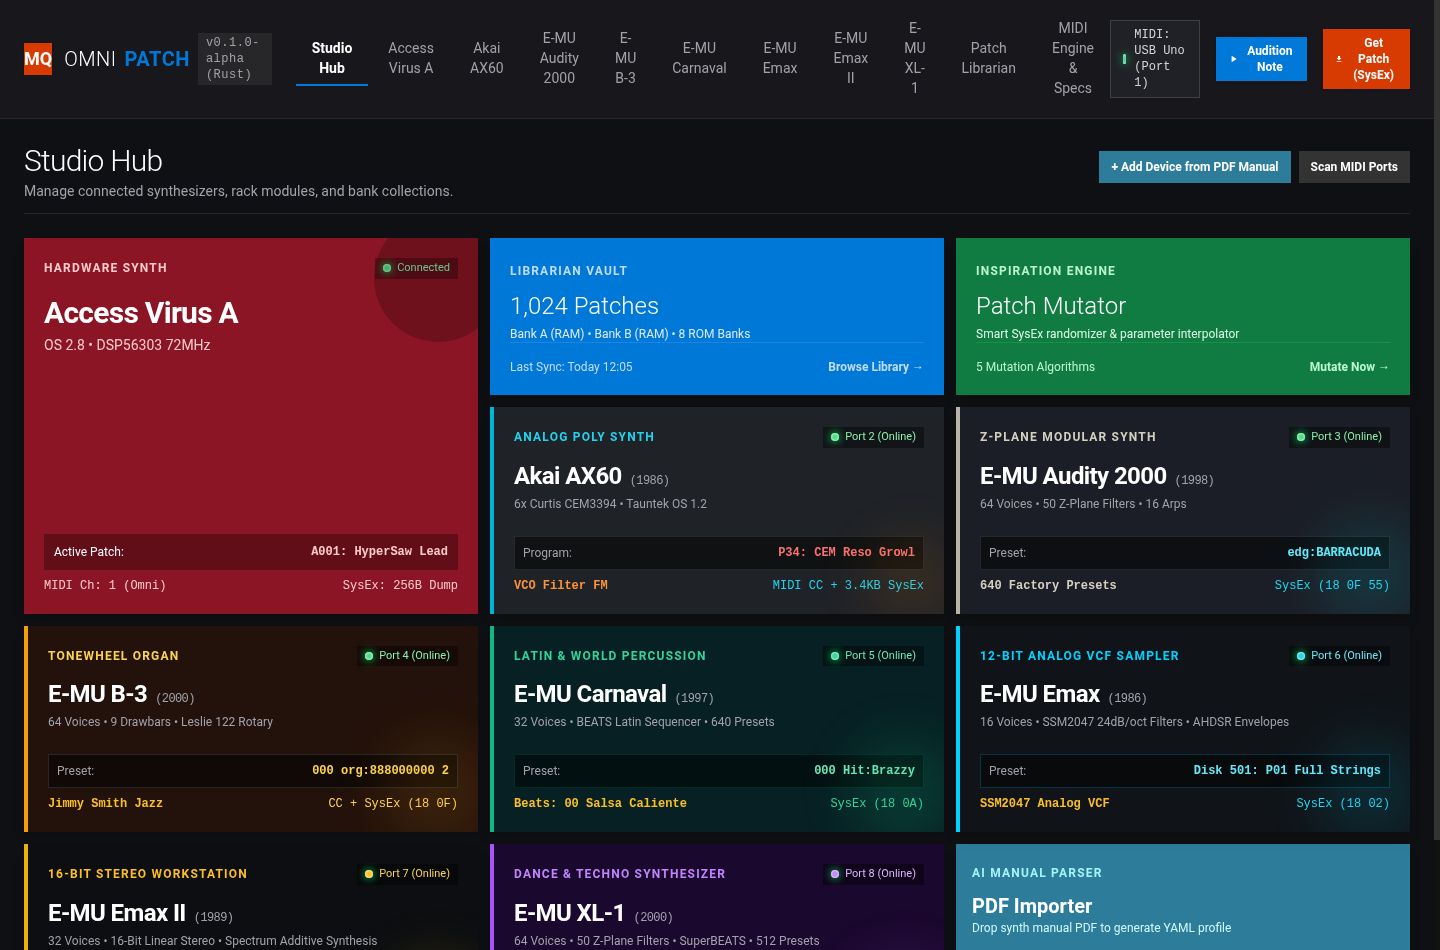 MQ OMNI PATCH
v0.1.0-
alpha
(Rust)
Studio
Hub
Access
Virus A
Akai
AX60
E-MU
Audity
2000
E-
MU
B-3
E-MU
Carnaval
E-MU
Emax
E-MU
Emax
II
E-
MU
XL-
1
Patch
Librarian
MIDI
Engine
&
Specs
MIDI:
USB Uno
(Port
1)
Audition
Note
Get
Patch
(SysEx)
Studio Hub
Manage connected synthesizers, rack modules, and bank collections.
+ Add Device from PDF Manual
Scan MIDI Ports
HARDWARE SYNTH
Connected
Access Virus A
OS 2.8 • DSP56303 72MHz
Active Patch:
A001: HyperSaw Lead
MIDI Ch: 1 (Omni)
SysEx: 256B Dump
LIBRARIAN VAULT
1,024 Patches
Bank A (RAM) • Bank B (RAM) • 8 ROM Banks
Last Sync: Today 12:05
Browse Library →
INSPIRATION ENGINE
Patch Mutator
Smart SysEx randomizer & parameter interpolator
5 Mutation Algorithms
Mutate Now →
ANALOG POLY SYNTH
Port 2 (Online)
Akai AX60 (1986)
6x Curtis CEM3394 • Tauntek OS 1.2
Program:
P34: CEM Reso Growl
VCO Filter FM
MIDI CC + 3.4KB SysEx
Z-PLANE MODULAR SYNTH
Port 3 (Online)
E-MU Audity 2000 (1998)
64 Voices • 50 Z-Plane Filters • 16 Arps
Preset:
edg:BARRACUDA
640 Factory Presets
SysEx (18 0F 55)
TONEWHEEL ORGAN
Port 4 (Online)
E-MU B-3 (2000)
64 Voices • 9 Drawbars • Leslie 122 Rotary
Preset:
000 org:888000000 2
Jimmy Smith Jazz
CC + SysEx (18 0F)
LATIN & WORLD PERCUSSION
Port 5 (Online)
E-MU Carnaval (1997)
32 Voices • BEATS Latin Sequencer • 640 Presets
Preset:
000 Hit:Brazzy
Beats: 00 Salsa Caliente
SysEx (18 0A)
12-BIT ANALOG VCF SAMPLER
Port 6 (Online)
E-MU Emax (1986)
16 Voices • SSM2047 24dB/oct Filters • AHDSR Envelopes
Preset:
Disk 501: P01 Full Strings
SSM2047 Analog VCF
SysEx (18 02)
16-BIT STEREO WORKSTATION
Port 7 (Online)
E-MU Emax II (1989)
32 Voices • 16-Bit Linear Stereo • Spectrum Additive Synthesis
DANCE & TECHNO SYNTHESIZER
Port 8 (Online)
E-MU XL-1 (2000)
64 Voices • 50 Z-Plane Filters • SuperBEATS • 512 Presets
AI MANUAL PARSER
PDF Importer
Drop synth manual PDF to generate YAML profile